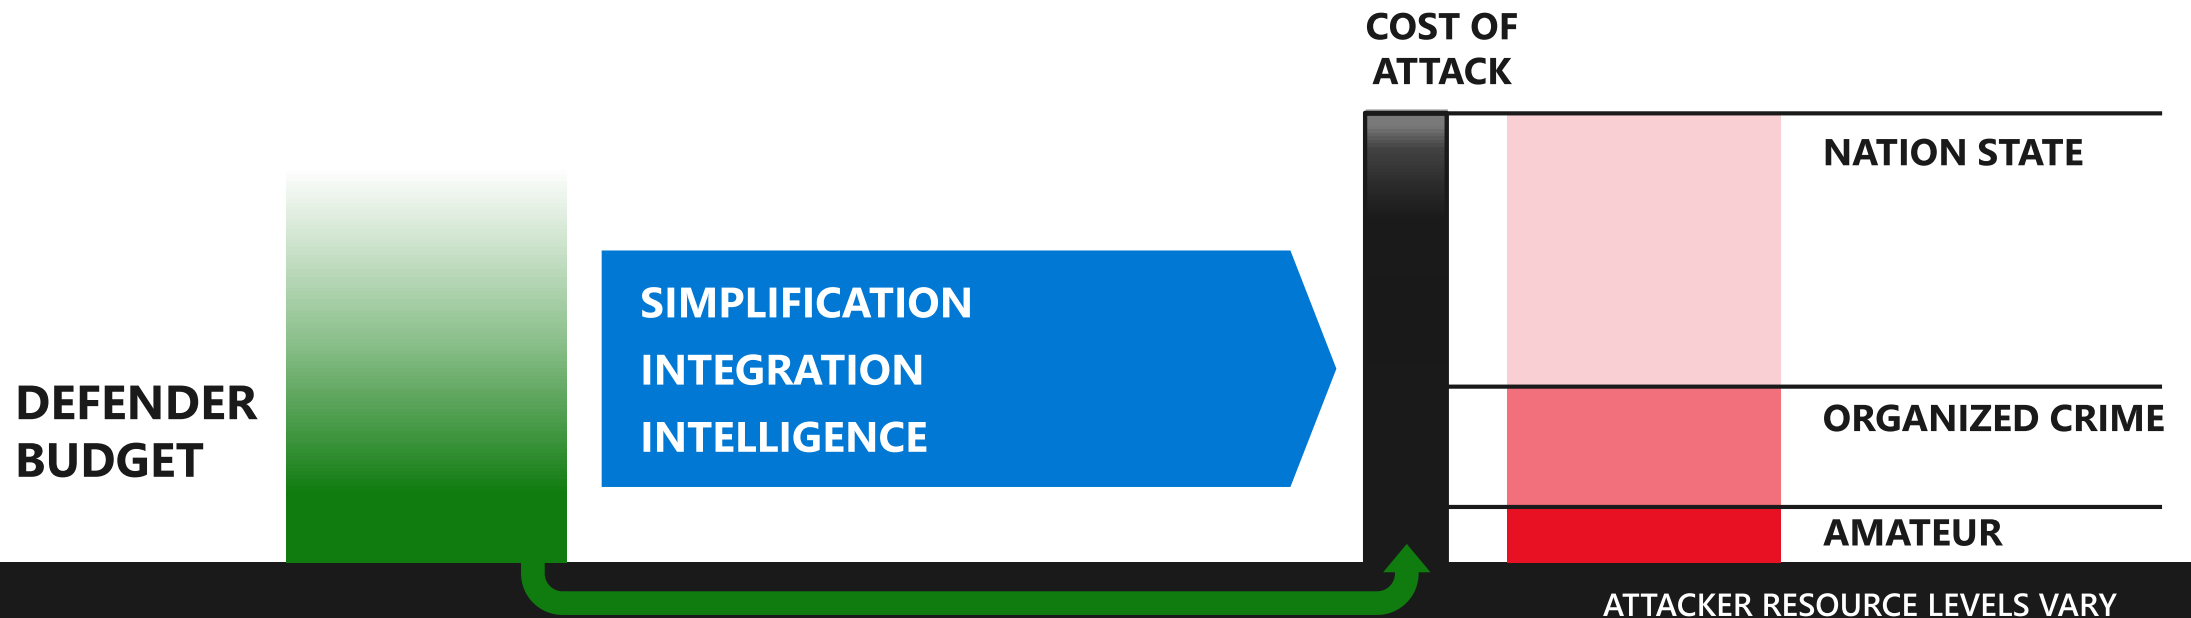 COST OF
ATTACK
NATION STATE
SIMPLIFICATION
INTEGRATION
INTELLIGENCE
DEFENDER
BUDGET
ORGANIZED CRIME
AMATEUR
ATTACKER RESOURCE LEVELS VARY